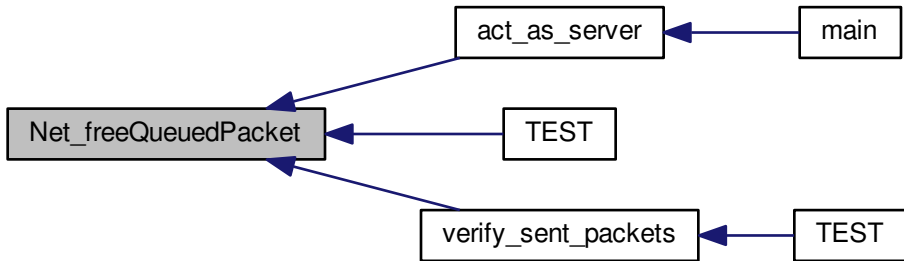 act_as_server
main
Net_freeQueuedPacket
TEST
verify_sent_packets
TEST